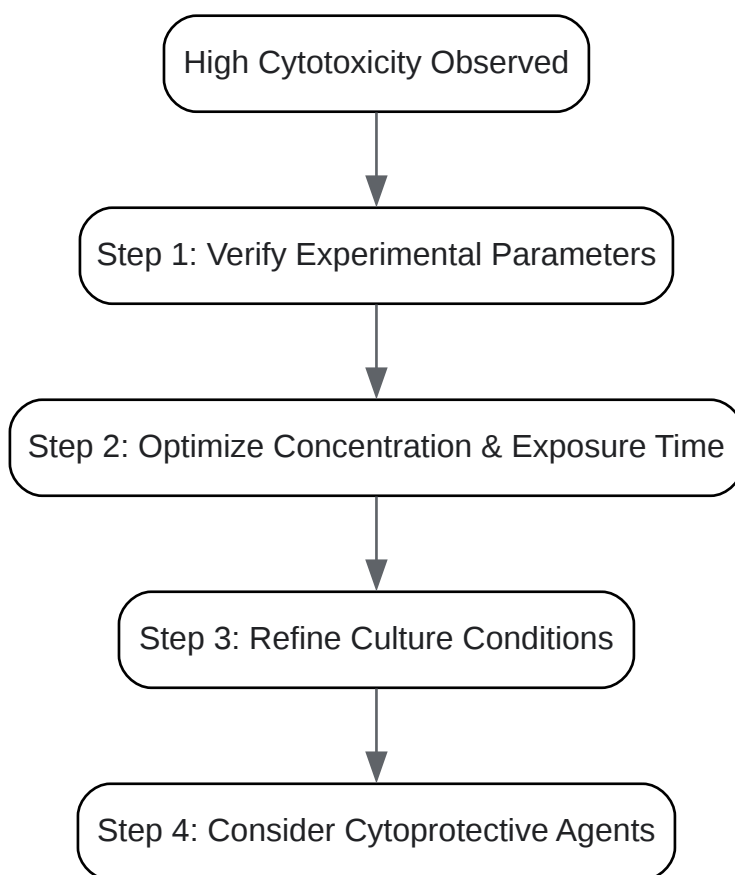 High Cytotoxicity Observed
Step 1: Verify Experimental Parameters
Step 2: Optimize Concentration & Exposure Time
Step 3: Refine Culture Conditions
Step 4: Consider Cytoprotective Agents